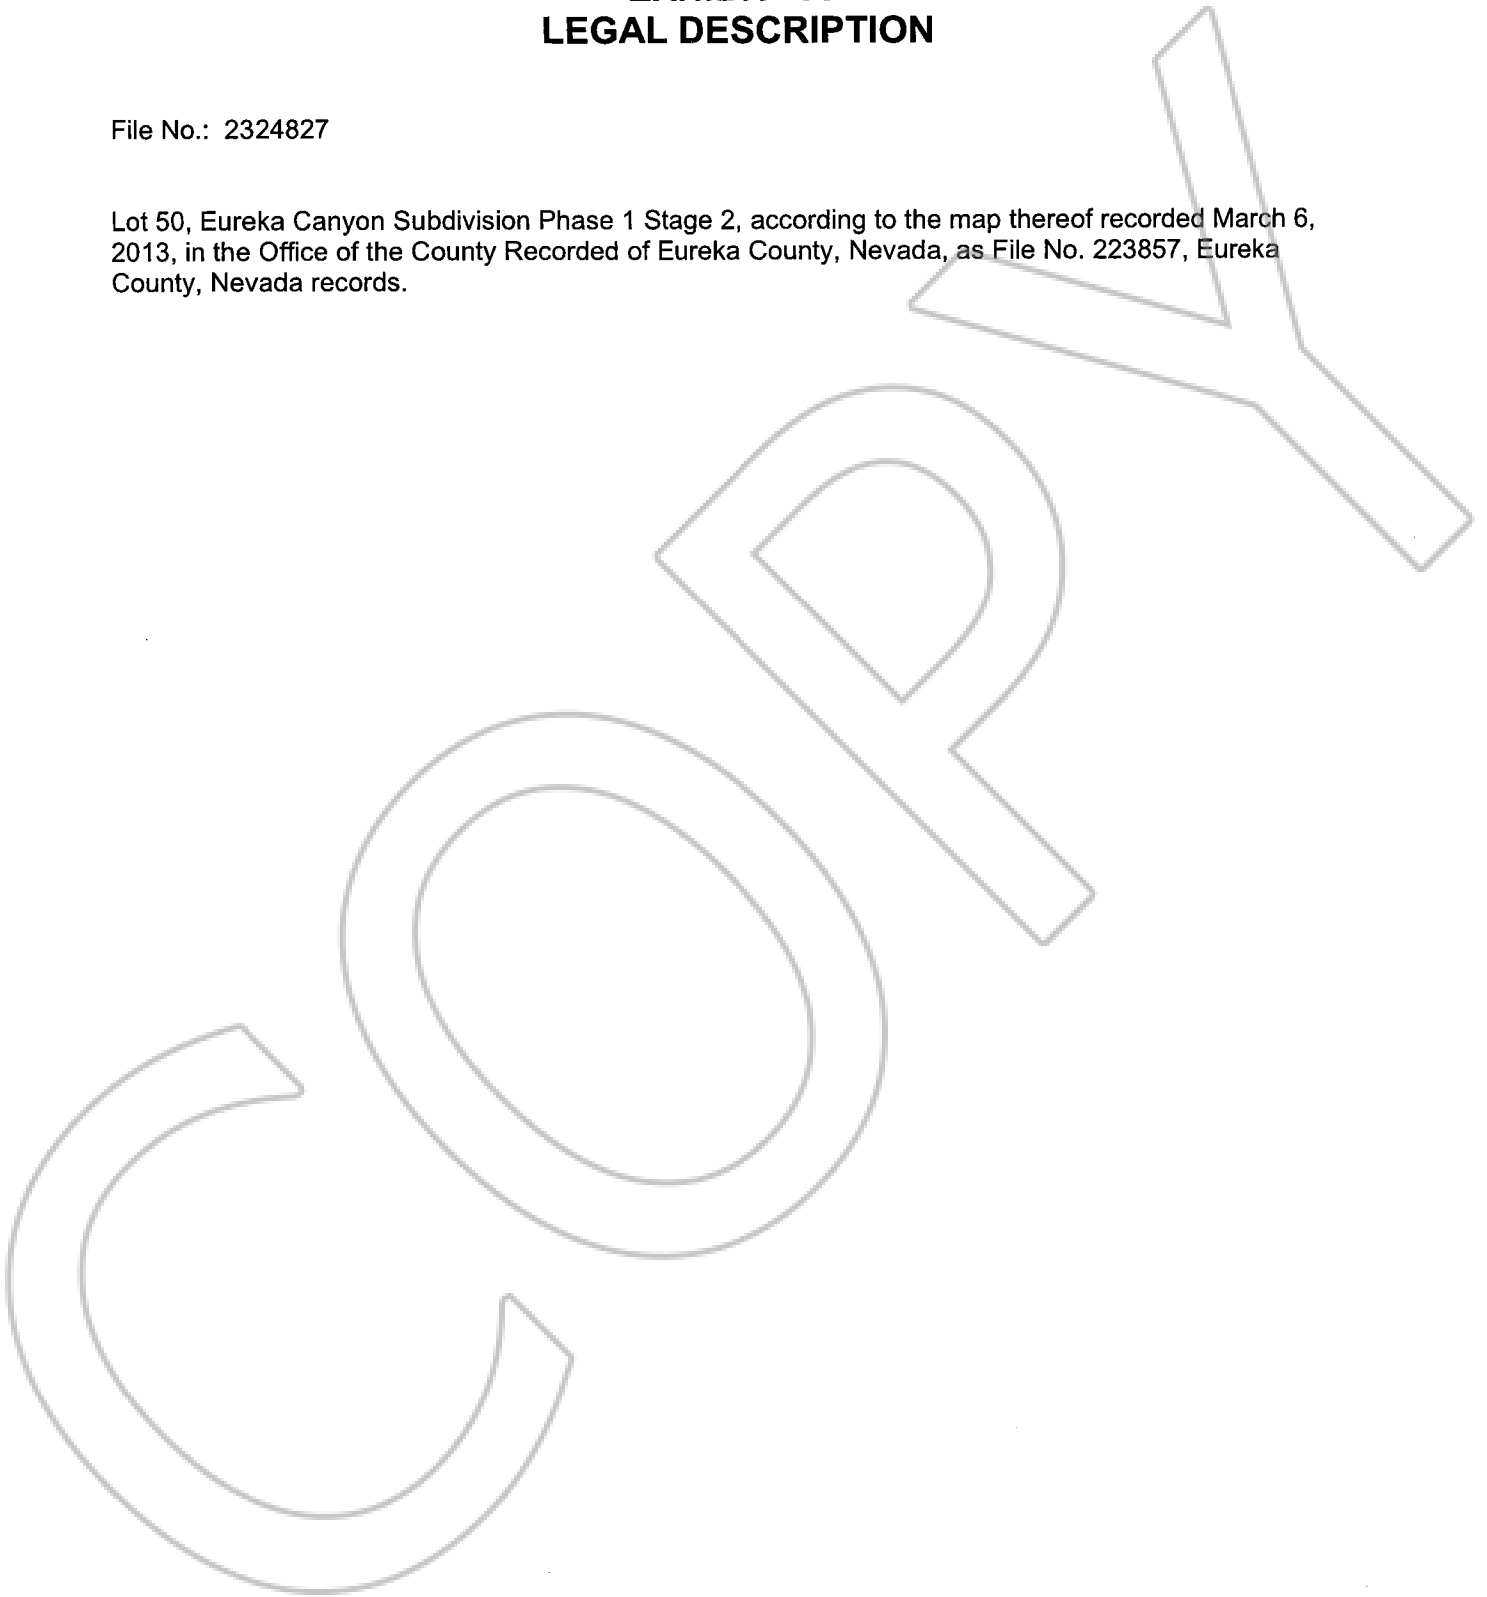 LEGAL DESCRIPTION
File No.: 2324827
Lot 50, Eureka Canyon Subdivision Phase 1 Stage 2, according to the map thereof recorded March 6,
2013, in the Office of the County Recorded of Eureka County, Nevada, as File No. 223857, Eureka
County, Nevada records.
COPY